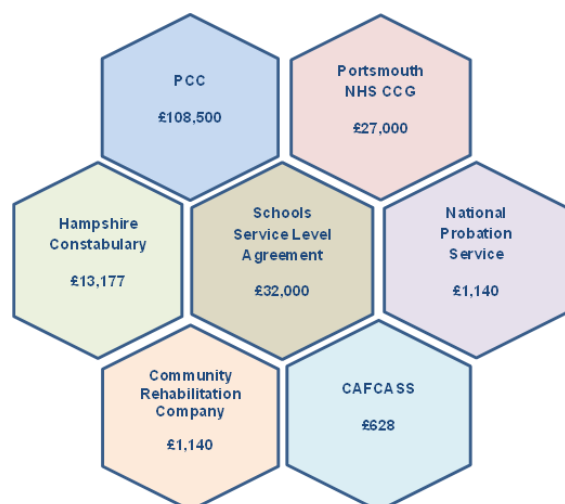 PCC
£108,500
Portsmouth
NHS CCG
£27,000
Hampshire
Constabulary
£13,177
Schools
Service Level
Agreement
£32,000
National
Probation
Service
£1,140
Community
Rehabilitation
Company
£1,140
CAFCASS
£628